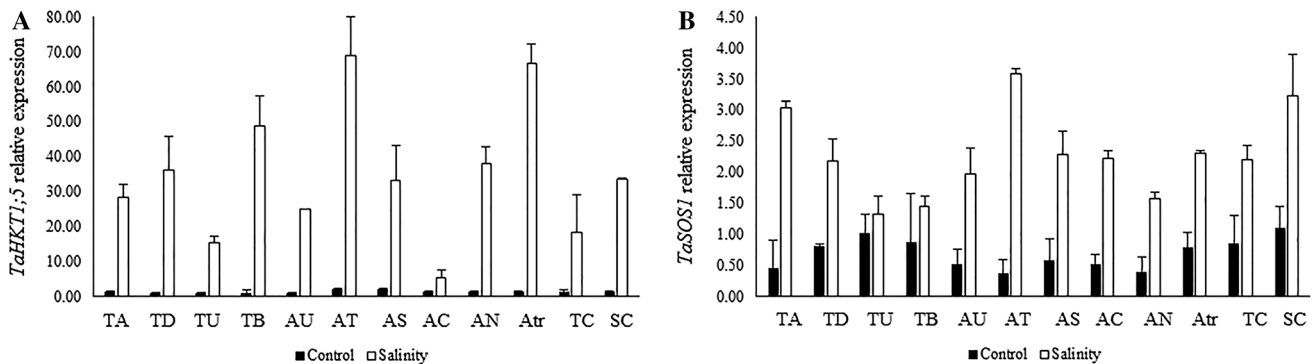 A
TaHKT1;5 relative expression
80.00
70.00
60.00
50.00
40.00
30.00
20.00
10.00
0.00
TA TD TU TB AU AT AS AC AN Atr TC SC
Control Salinity
B
TaSOS1 relative expression
4.50
4.00
3.50
3.00
2.50
2.00
1.50
1.00
0.50
0.00
TA TD TU TB AU AT AS AC AN Atr TC SC
Control Salinity